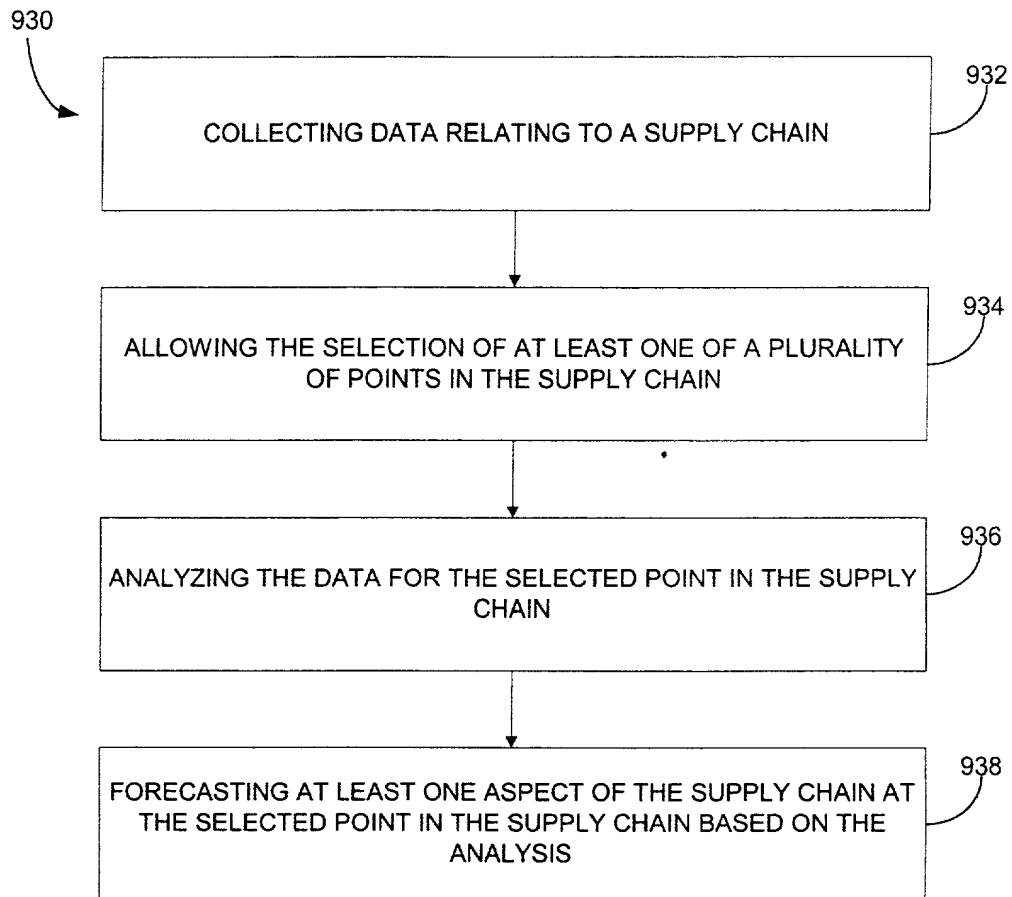 930
932
COLLECTING DATA RELATING TO A SUPPLY CHAIN
934
ALLOWING THE SELECTION OF AT LEAST ONE OF A PLURALITY
OF POINTS IN THE SUPPLY CHAIN
936
ANALYZING THE DATA FOR THE SELECTED POINT IN THE SUPPLY
CHAIN
938
FORECASTING AT LEAST ONE ASPECT OF THE SUPPLY CHAIN AT
THE SELECTED POINT IN THE SUPPLY CHAIN BASED ON THE
ANALYSIS